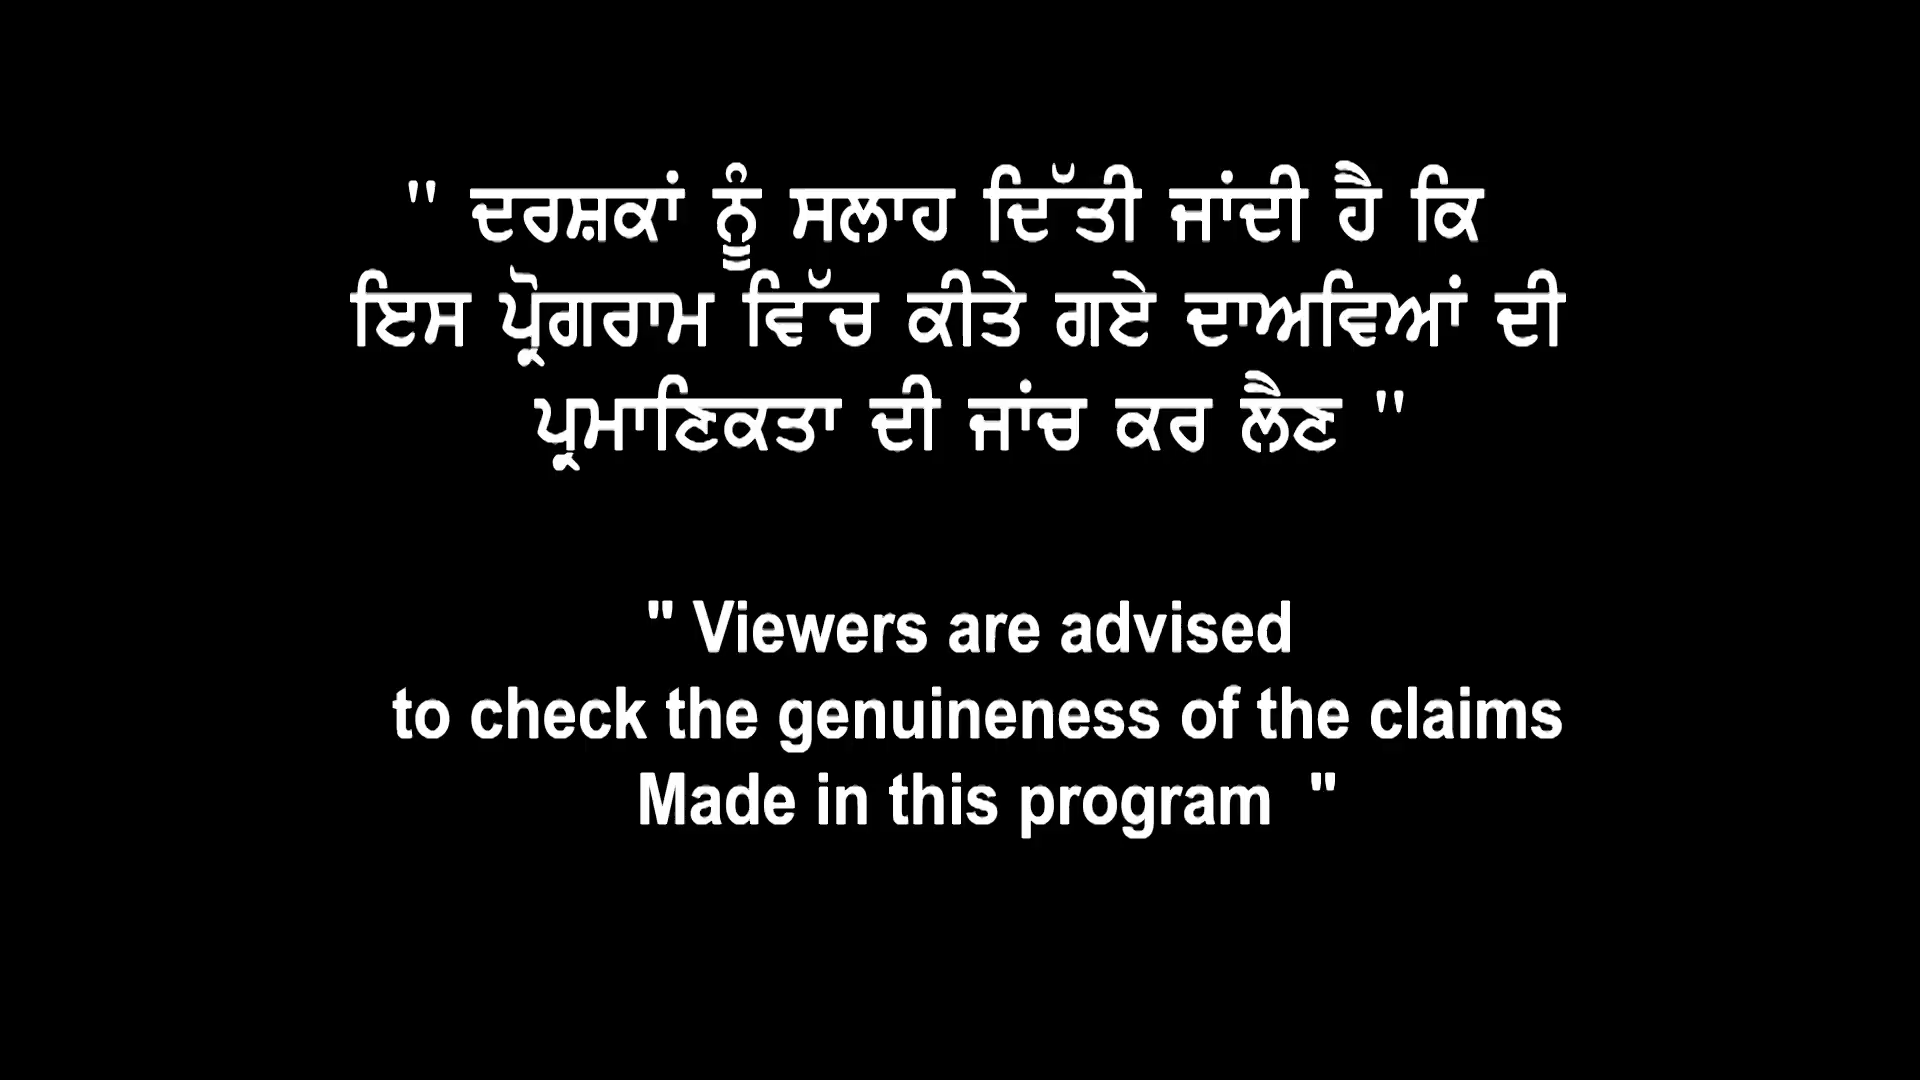 " ਦਰਸ਼ਕਾਂ ਨੂੰ ਸਲਾਹ ਦਿੱਤੀ ਜਾਂਦੀ ਹੈ ਕਿ
ਇਸ ਪ੍ਰੋਗਰਾਮ ਵਿੱਚ ਕੀਤੇ ਗਏ ਦਾਅਵਿਆਂ ਦੀ
ਪ੍ਰਮਾਣਿਕਤਾ ਦੀ ਜਾਂਚ ਕਰ ਲੈਣ "
" Viewers are advised
to check the genuineness of the claims
Made in this program "